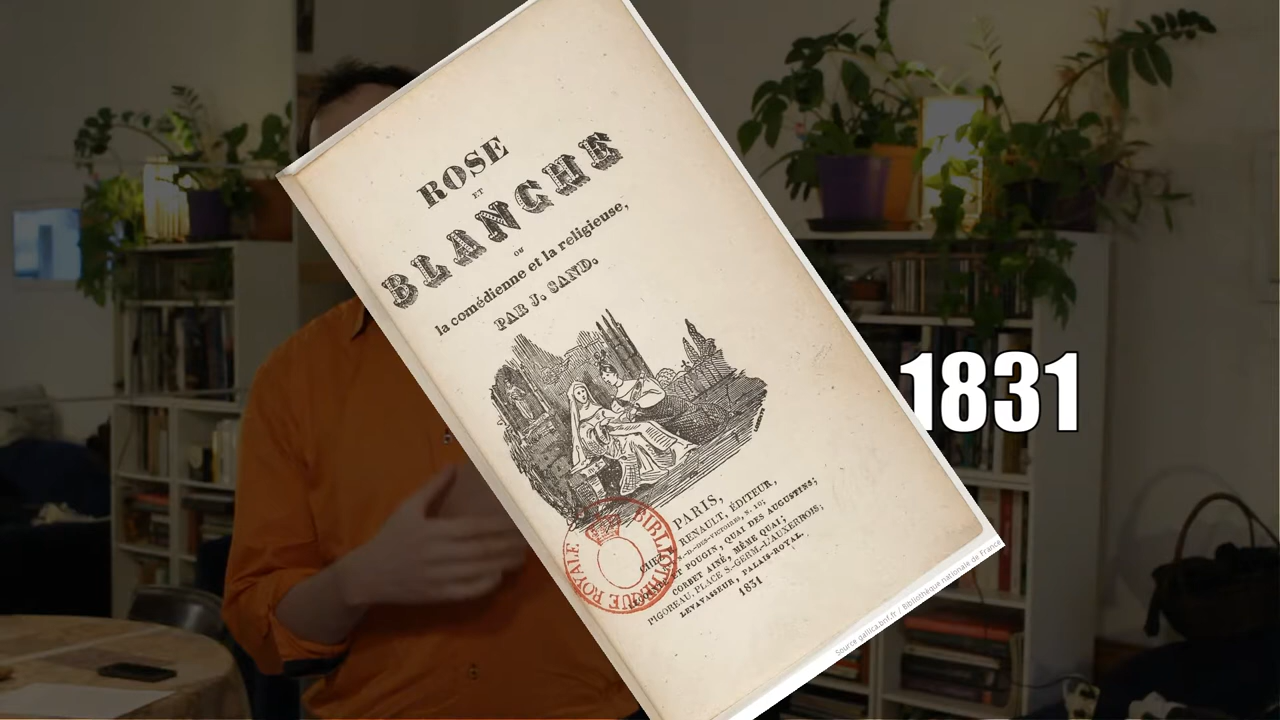 ROSE
ET
BLANCHE
OU
la comédienne et la religieuse,
PAR J. SAND.
PARIS,
RENAULT, ÉDITEUR,
ET POUGIN, QUAI DES AUGUSTINS;
CORBET AINÉ, MÊME QUAI;
PIGOREAU, PLACE S.-GERM.-L'AUXERROIS;
LEVAVASSEUR, PALAIS-ROYAL.
1831
BIBLIOTHEQUE ROYALE
Source gallica.bnf.fr / Bibliothèque nationale de France
1831